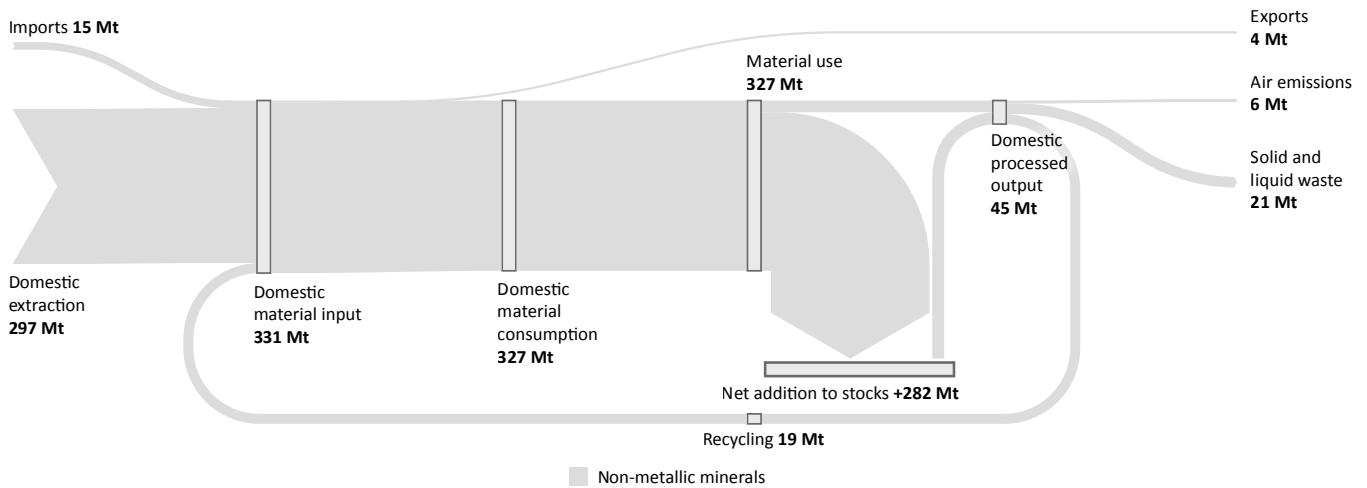 Imports 15 Mt
Exports
4 Mt
Material use
327 Mt
Air emissions
6 Mt
Domestic
processed
output
45 Mt
Solid and
liquid waste
21 Mt
Domestic
extraction
297 Mt
Domestic
material input
331 Mt
Domestic
material
consumption
327 Mt
Net addition to stocks +282 Mt
Recycling 19 Mt
Non-metallic minerals